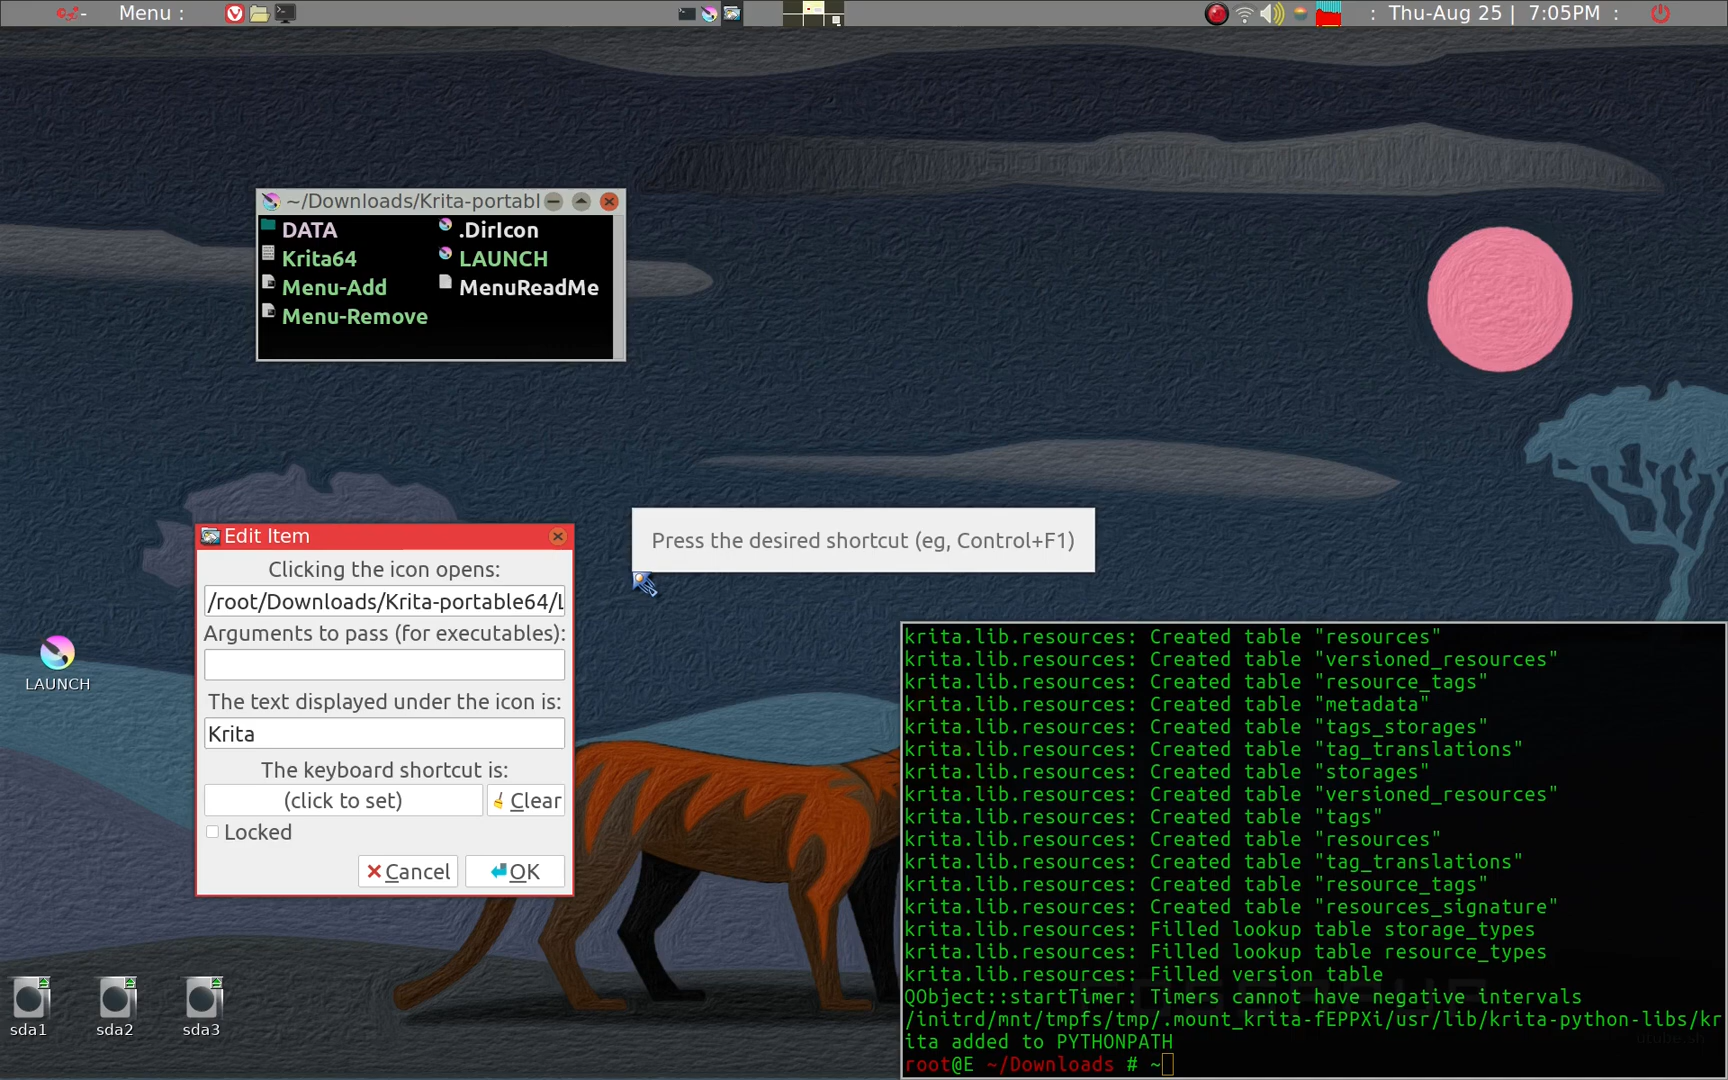 Menu :
: Thu-Aug 25 | 7:05PM :
~/Downloads/Krita-portabl
DATA
.DirIcon
Krita64
LAUNCH
Menu-Add
MenuReadMe
Menu-Remove
Press the desired shortcut (eg, Control+F1)
Edit Item
Clicking the icon opens:
/root/Downloads/Krita-portable64/L
Arguments to pass (for executables):
The text displayed under the icon is:
Krita
The keyboard shortcut is:
(click to set)
Clear
Locked
Cancel
OK
LAUNCH
sda1
sda2
sda3
krita.lib.resources: Created table "resources"
krita.lib.resources: Created table "versioned_resources"
krita.lib.resources: Created table "resource_tags"
krita.lib.resources: Created table "metadata"
krita.lib.resources: Created table "tags_storages"
krita.lib.resources: Created table "tag_translations"
krita.lib.resources: Created table "storages"
krita.lib.resources: Created table "versioned_resources"
krita.lib.resources: Created table "tags"
krita.lib.resources: Created table "resources"
krita.lib.resources: Created table "tag_translations"
krita.lib.resources: Created table "resource_tags"
krita.lib.resources: Created table "resources_signature"
krita.lib.resources: Filled lookup table storage_types
krita.lib.resources: Filled lookup table resource_types
krita.lib.resources: Filled version table
QObject::startTimer: Timers cannot have negative intervals
/initrd/mnt/tmpfs/tmp/.mount_krita-fEPPXi/usr/lib/krita-python-libs/kr
ita added to PYTHONPATH
root@E ~/Downloads # ~